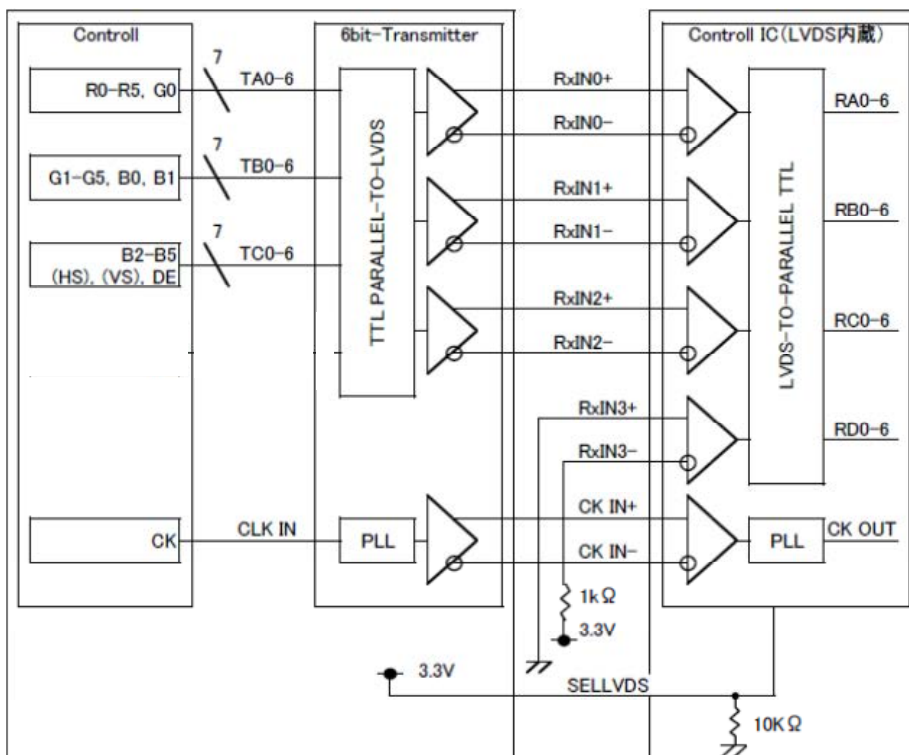 Controll
6bit-Transmitter
Controll IC(LVDS内蔵)
R0-R5, G0
7
TA0-6
RxIN0+
RxIN0-
RA0-6
G1-G5, B0, B1
7
TB0-6
RxIN1+
RxIN1-
RB0-6
B2-B5
(HS), (VS), DE
7
TC0-6
TTL PARALLEL-TO-LVDS
RxIN2+
RxIN2-
LVDS-TO-PARALLEL TTL
RC0-6
RxIN3+
RxIN3-
RD0-6
CK
CLK IN
PLL
CK IN+
CK IN-
PLL
CK OUT
1kΩ
3.3V
3.3V
SELLVDS
10KΩ